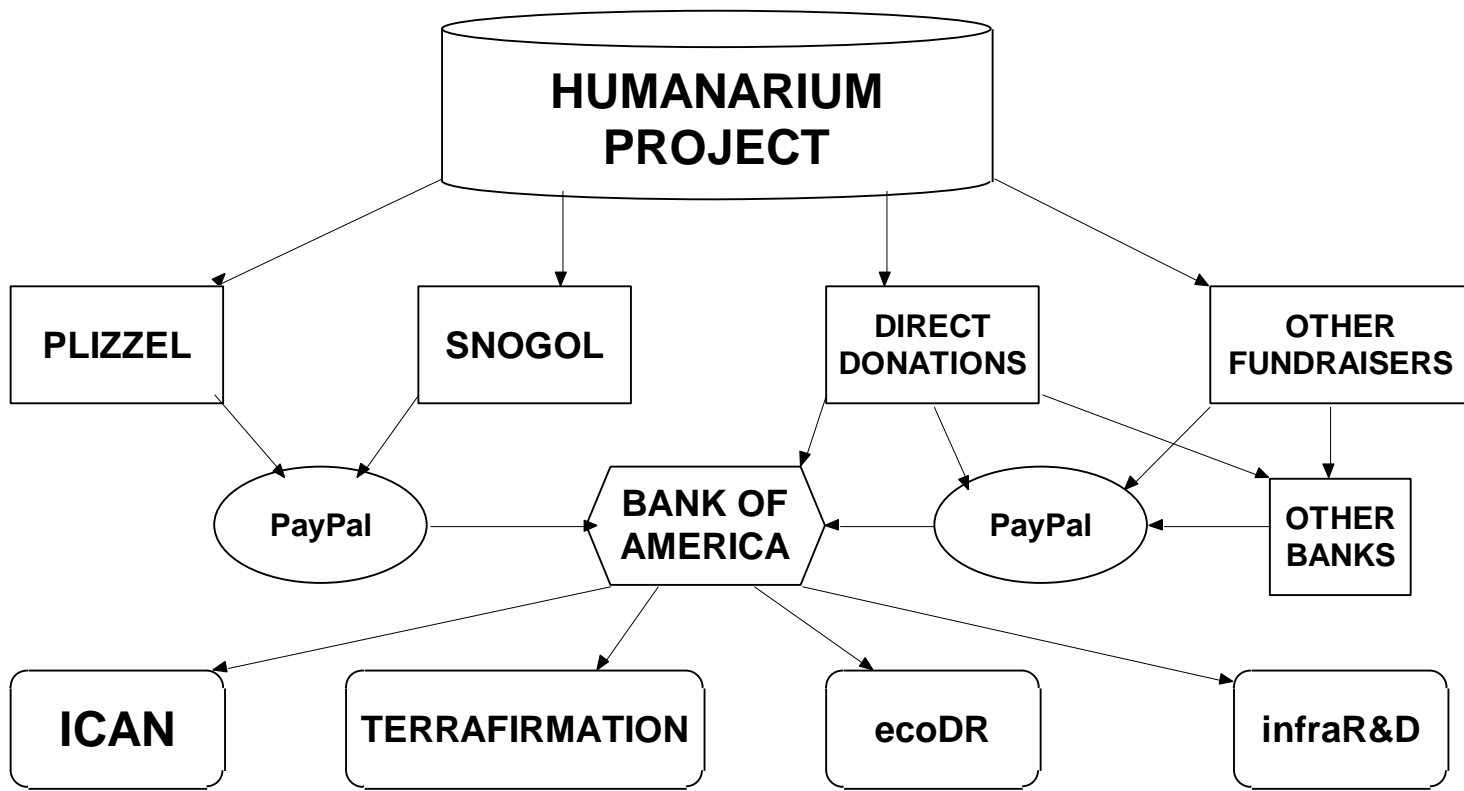 HUMANARIUM
PROJECT
PLIZZEL
SNOGOL
DIRECT
DONATIONS
OTHER
FUNDRAISERS
PayPal
BANK OF
AMERICA
PayPal
OTHER
BANKS
ICAN
TERRAFIRMATION
ecoDR
infraR&D